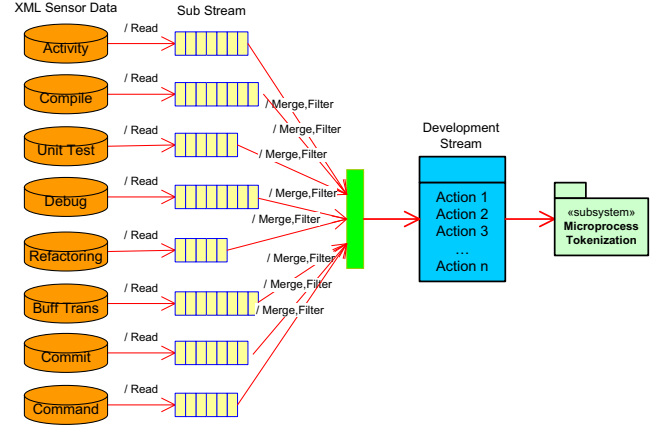 XML Sensor Data
Sub Stream
/ Read
Activity
/ Read
Compile
/ Merge,Filter
/ Merge,Filter
/ Read
Unit Test
/ Merge,Filter
/ Read
Debug
/ Merge,Filter
/ Merge,Filter
/ Read
Refactoring
/ Merge,Filter
/ Read
Buff Trans
/ Merge,Filter
/ Merge,Filter
/ Read
Commit
/ Read
Command
Development
Stream
Action 1
Action 2
Action 3
...
Action n
«subsystem»
Microprocess
Tokenization